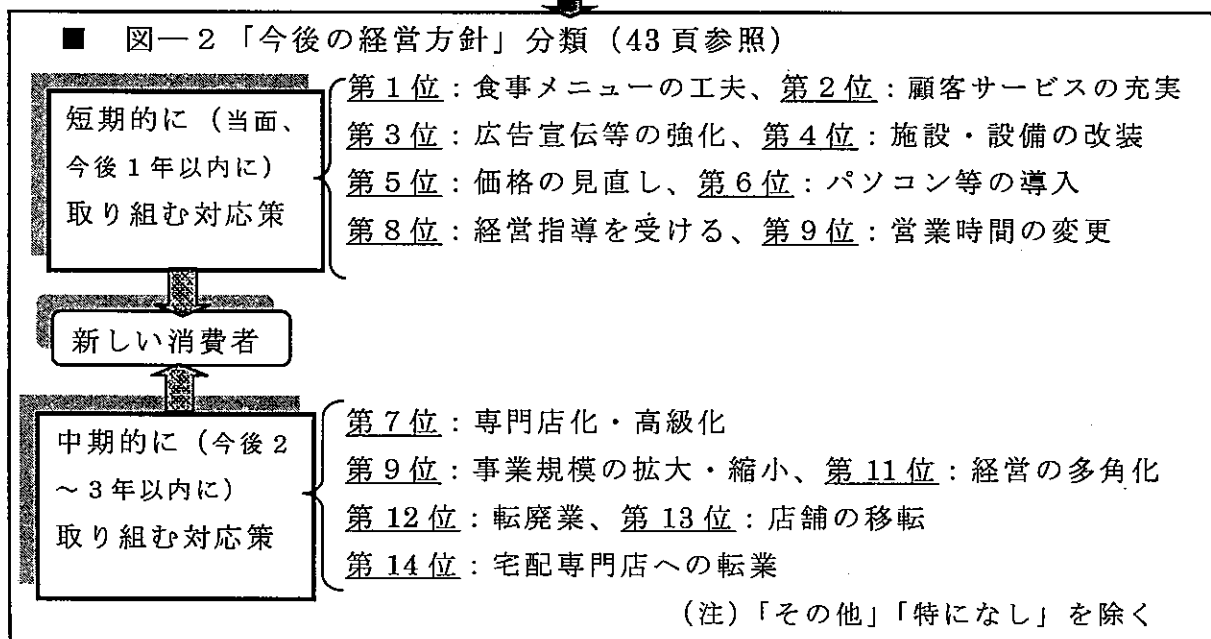 ■ 図―2「今後の経営方針」分類（43頁参照）
短期的に（当面、
今後1年以内に）
取り組む対応策
第1位：食事メニューの工夫、第2位：顧客サービスの充実
第3位：広告宣伝等の強化、第4位：施設・設備の改装
第5位：価格の見直し、第6位：パソコン等の導入
第8位：経営指導を受ける、第9位：営業時間の変更
新しい消費者
中期的に（今後2
～3年以内に）
取り組む対応策
第7位：専門店化・高級化
第9位：事業規模の拡大・縮小、第11位：経営の多角化
第12位：転廃業、第13位：店舗の移転
第14位：宅配専門店への転業
（注）「その他」「特になし」を除く